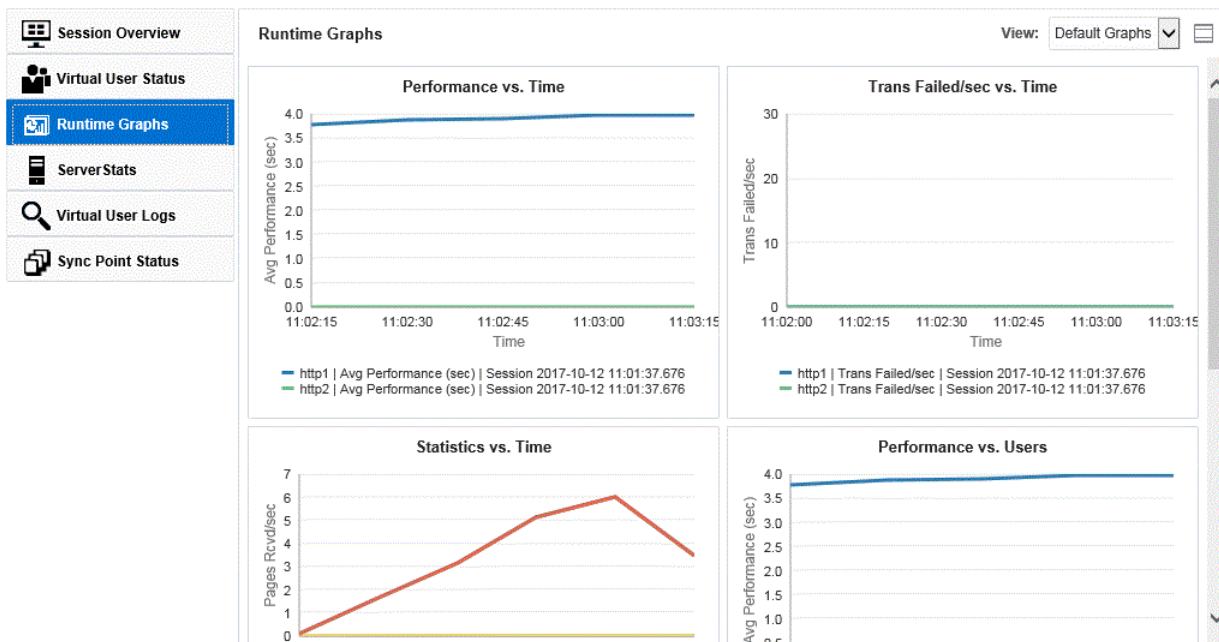 Session Overview
Virtual User Status
Runtime Graphs
ServerStats
Virtual User Logs
Sync Point Status
Runtime Graphs
View: Default Graphs
Performance vs. Time
4.0
3.5
3.0
2.5
2.0
1.5
1.0
0.5
0.0
Avg Performance (sec)
11:02:15 11:02:30 11:02:45 11:03:00 11:03:15
Time
http1 | Avg Performance (sec) | Session 2017-10-12 11:01:37.676
http2 | Avg Performance (sec) | Session 2017-10-12 11:01:37.676
Trans Failed/sec vs. Time
30
20
10
0
Trans Failed/sec
11:02:00 11:02:15 11:02:30 11:02:45 11:03:00 11:03:15
Time
http1 | Trans Failed/sec | Session 2017-10-12 11:01:37.676
http2 | Trans Failed/sec | Session 2017-10-12 11:01:37.676
Statistics vs. Time
7
6
5
4
3
2
1
0
Pages Rcvd/sec
Performance vs. Users
4.0
3.5
3.0
2.5
2.0
1.5
1.0
Avg Performance (sec)